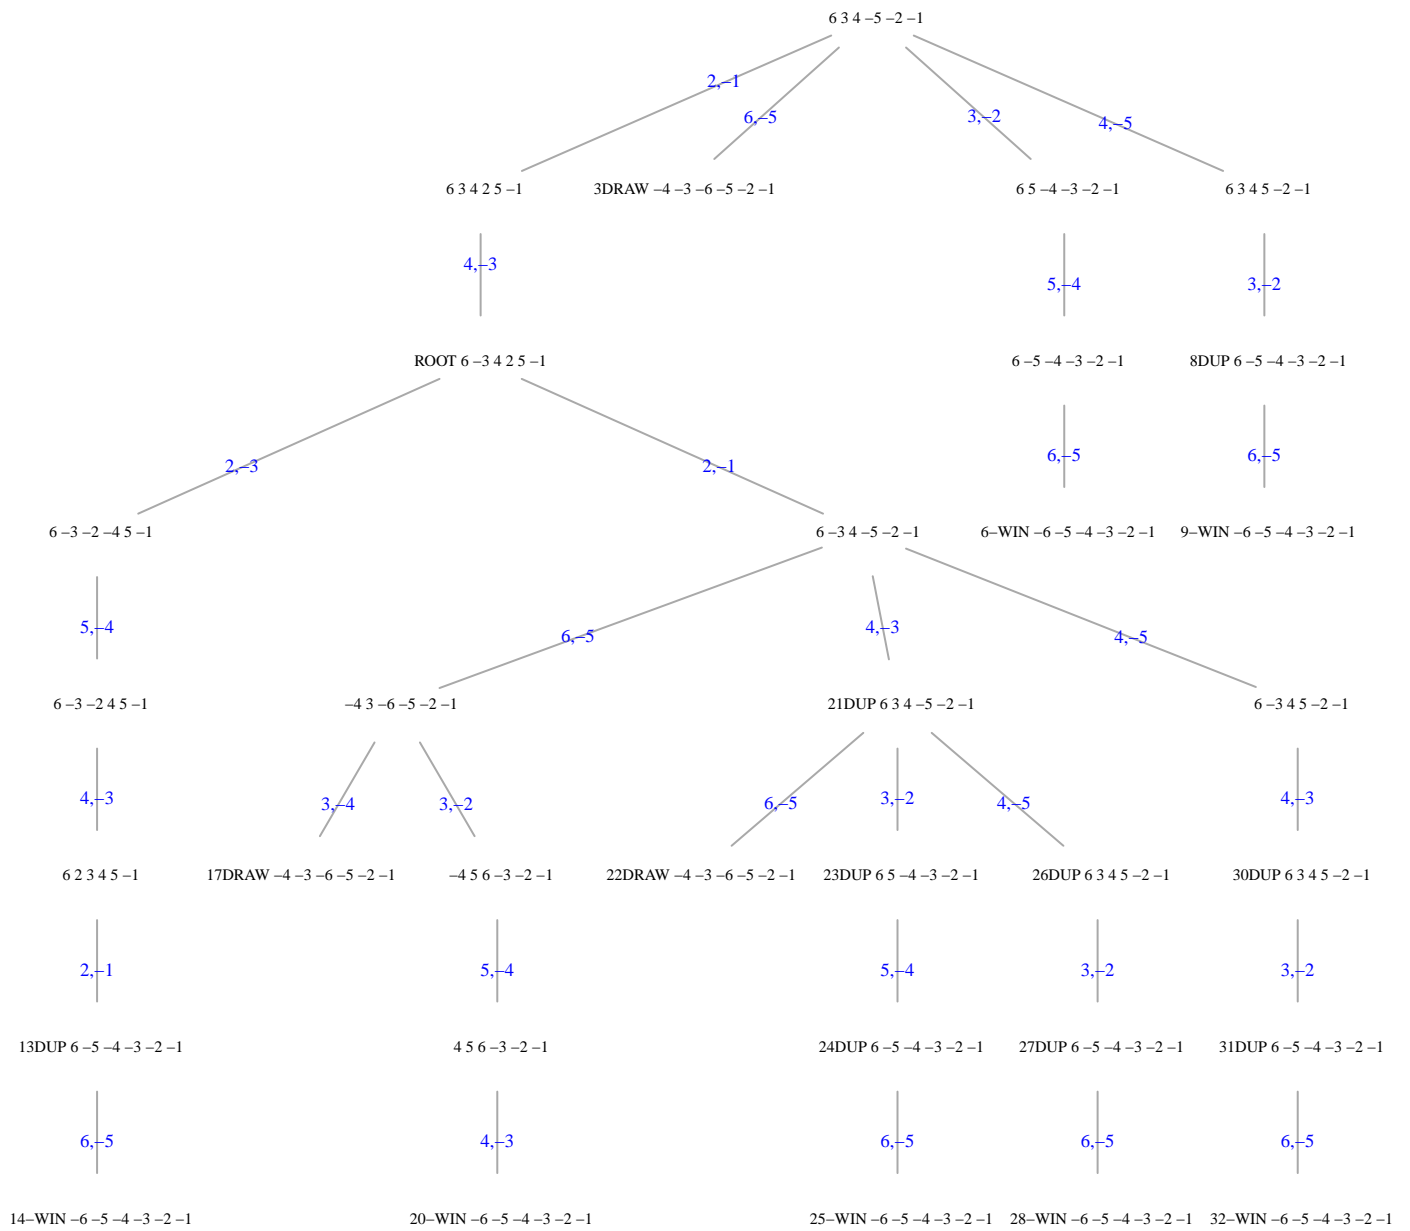 6 3 4 –5 –2 –1
2,–1
6,–5
3,–2
4,–5
6 3 4 2 5 –1
3DRAW –4 –3 –6 –5 –2 –1
6 5 –4 –3 –2 –1
6 3 4 5 –2 –1
4,–3
5,–4
3,–2
ROOT 6 –3 4 2 5 –1
6 –5 –4 –3 –2 –1
8DUP 6 –5 –4 –3 –2 –1
2,–3
2,–1
6,–5
6,–5
6 –3 –2 –4 5 –1
6 –3 4 –5 –2 –1
6–WIN –6 –5 –4 –3 –2 –1
9–WIN –6 –5 –4 –3 –2 –1
5,–4
6,–5
4,–3
4,–5
6 –3 –2 4 5 –1
–4 3 –6 –5 –2 –1
21DUP 6 3 4 –5 –2 –1
6 –3 4 5 –2 –1
4,–3
3,–4
3,–2
6,–5
3,–2
4,–5
4,–3
6 2 3 4 5 –1
17DRAW –4 –3 –6 –5 –2 –1
–4 5 6 –3 –2 –1
22DRAW –4 –3 –6 –5 –2 –1
23DUP 6 5 –4 –3 –2 –1
26DUP 6 3 4 5 –2 –1
30DUP 6 3 4 5 –2 –1
2,–1
5,–4
5,–4
3,–2
3,–2
13DUP 6 –5 –4 –3 –2 –1
4 5 6 –3 –2 –1
24DUP 6 –5 –4 –3 –2 –1
27DUP 6 –5 –4 –3 –2 –1
31DUP 6 –5 –4 –3 –2 –1
6,–5
4,–3
6,–5
6,–5
6,–5
14–WIN –6 –5 –4 –3 –2 –1
20–WIN –6 –5 –4 –3 –2 –1
25–WIN –6 –5 –4 –3 –2 –1
28–WIN –6 –5 –4 –3 –2 –1
32–WIN –6 –5 –4 –3 –2 –1